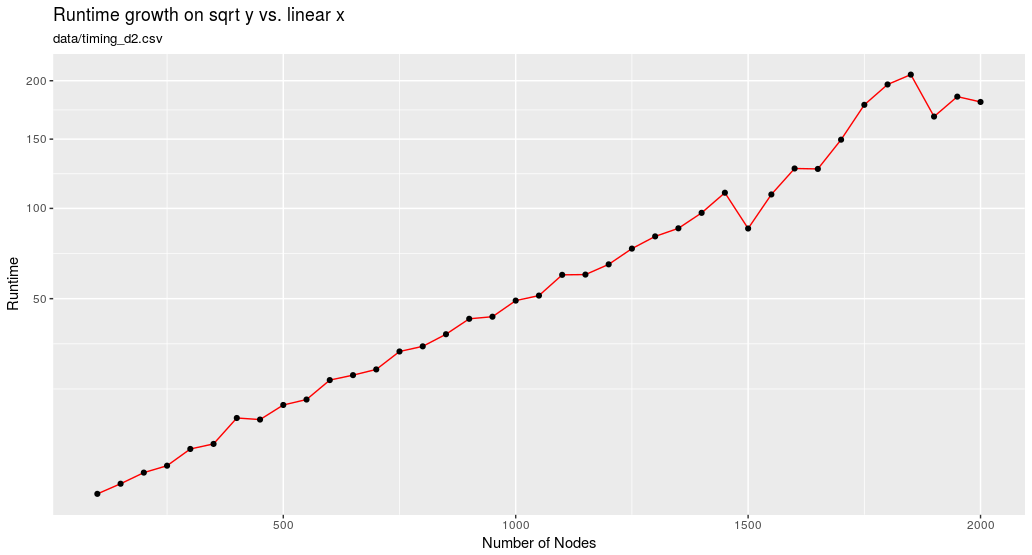 Runtime growth on sqrt y vs. linear x
data/timing_d2.csv
200
150
100
50
Runtime
500
1000
1500
2000
Number of Nodes